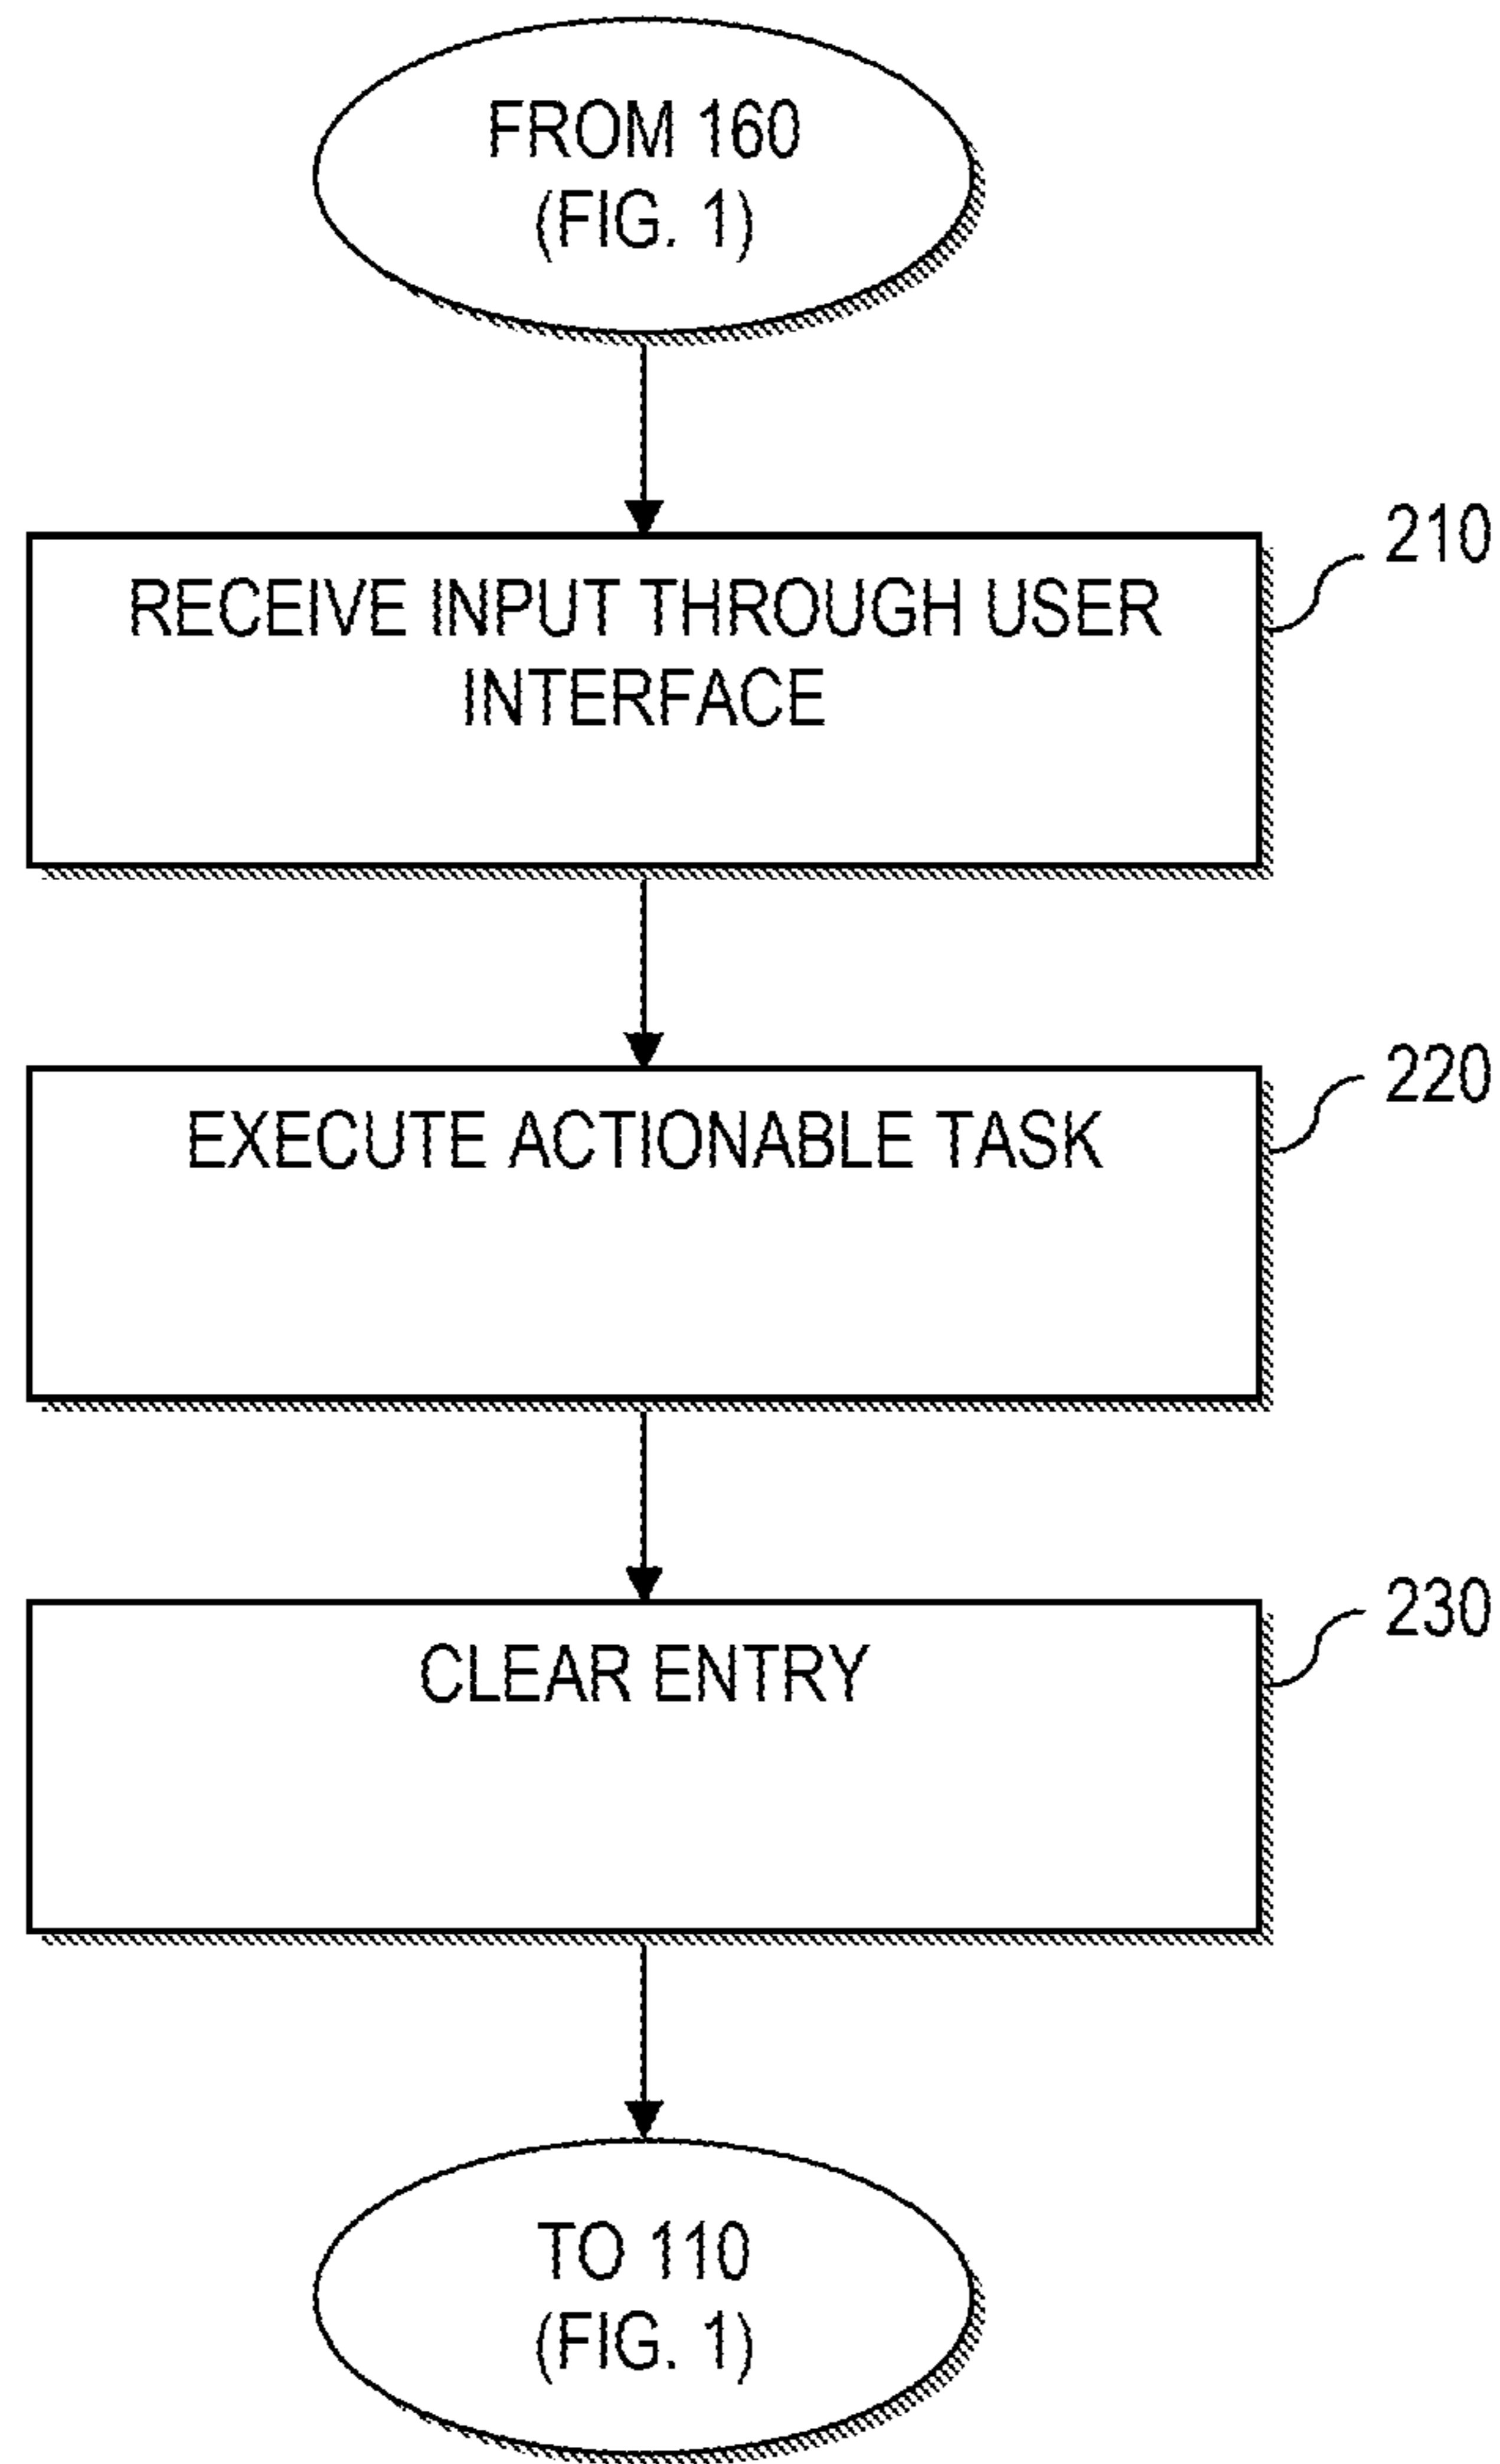 FROM 160
(FIG. 1)
210
RECEIVE INPUT THROUGH USER
INTERFACE
220
EXECUTE ACTIONABLE TASK
230
CLEAR ENTRY
TO 110
(FIG. 1)